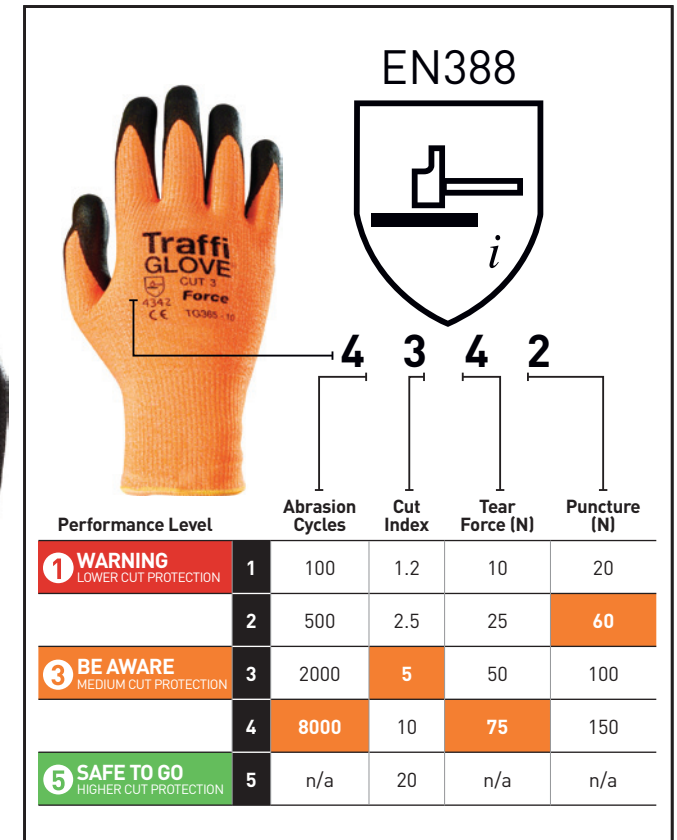 EN388
i
Traffi
GLOVE
CUT 3
4342 Force
CE TG365 - 10
4 3 4 2
Performance Level Abrasion Cycles Cut Index Tear Force (N) Puncture (N)
1 WARNING 1 100 1.2 10 20
LOWER CUT PROTECTION
2 500 2.5 25 60
3 BE AWARE 3 2000 5 50 100
MEDIUM CUT PROTECTION
4 8000 10 75 150
5 SAFE TO GO 5 n/a 20 n/a n/a
HIGHER CUT PROTECTION